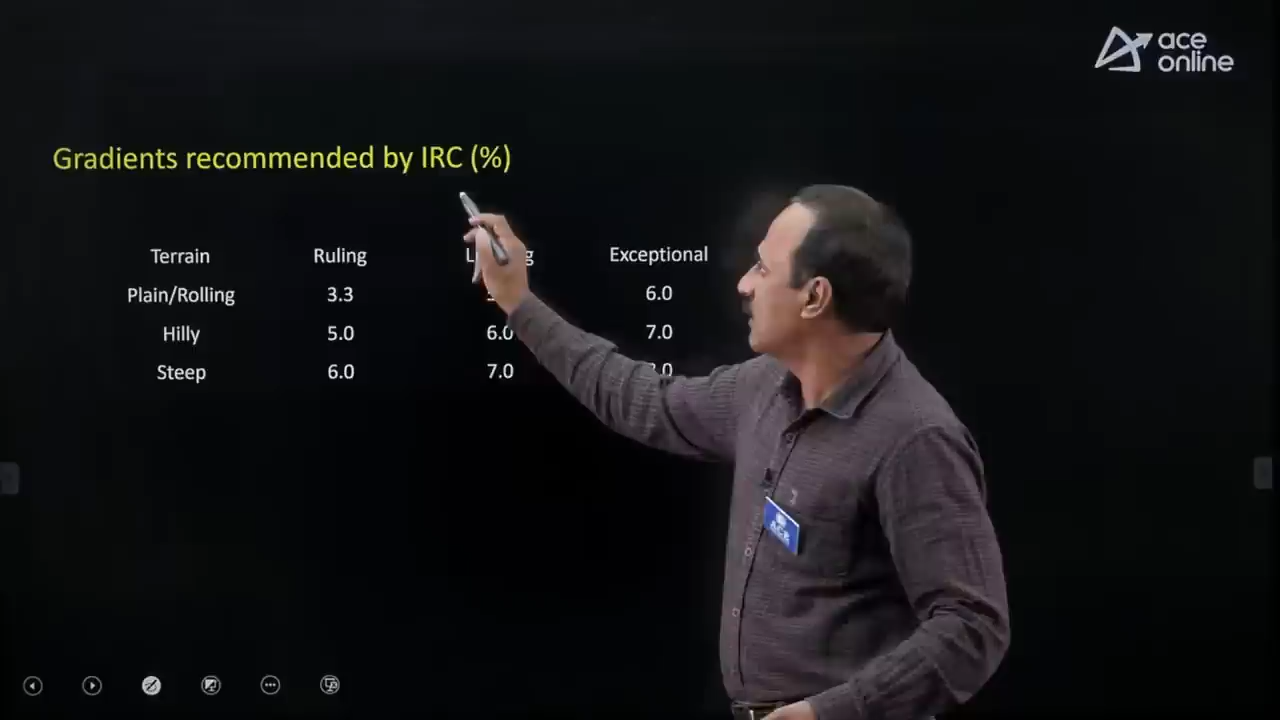 ace
online
Gradients recommended by IRC (%)
Terrain Ruling Exceptional
Plain/Rolling 3.3 6.0
Hilly 5.0 6.0 7.0
Steep 6.0 7.0
ACE